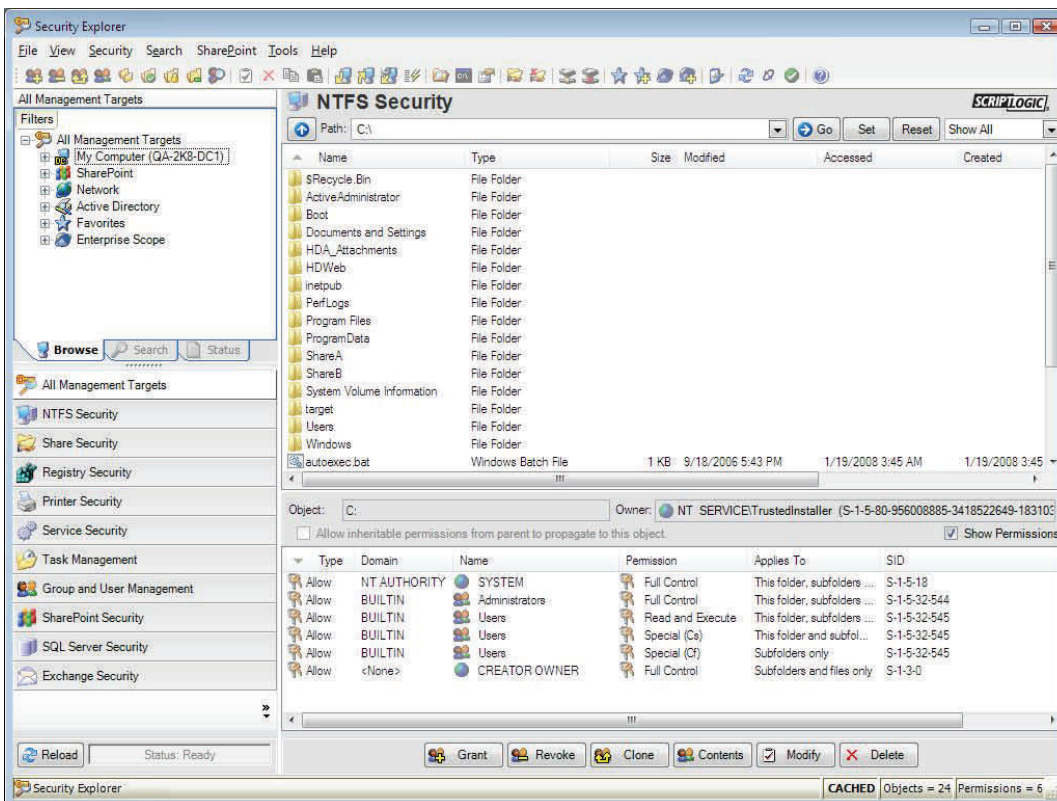 Security Explorer
File View Security Search SharePoint Tools Help
All Management Targets
Filters
All Management Targets
My Computer (QA-2K8-DC1)
SharePoint
Network
Active Directory
Favorites
Enterprise Scope
Browse Search Status
All Management Targets
NTFS Security
Share Security
Registry Security
Printer Security
Service Security
Task Management
Group and User Management
SharePoint Security
SQL Server Security
Exchange Security
Reload Status: Ready
NTFS Security SCRIPTLOGIC
Path: C:\ Go Set Reset Show All
Name Type Size Modified Accessed Created
$Recycle.Bin File Folder
ActiveAdministrator File Folder
Boot File Folder
Documents and Settings File Folder
HDA_Attachments File Folder
HDWeb File Folder
inetpub File Folder
PerfLogs File Folder
Program Files File Folder
ProgramData File Folder
ShareA File Folder
ShareB File Folder
System Volume Information File Folder
target File Folder
Users File Folder
Windows File Folder
autoexec.bat Windows Batch File 1 KB 9/18/2006 5:43 PM 1/19/2008 3:45 AM 1/19/2008 3:45
Object: C: Owner: NT SERVICE\TrustedInstaller (S-1-5-80-956008885-3418522649-183103
Allow inheritable permissions from parent to propagate to this object. Show Permissions
Type Domain Name Permission Applies To SID
Allow NT AUTHORITY SYSTEM Full Control This folder, subfolders ... S-1-5-18
Allow BUILTIN Administrators Full Control This folder, subfolders ... S-1-5-32-544
Allow BUILTIN Users Read and Execute This folder, subfolders ... S-1-5-32-545
Allow BUILTIN Users Special (Cs) This folder and subfol... S-1-5-32-545
Allow BUILTIN Users Special (Cf) Subfolders only S-1-5-32-545
Allow <None> CREATOR OWNER Full Control Subfolders and files only S-1-3-0
Grant Revoke Clone Contents Modify Delete
Security Explorer CACHED Objects = 24 Permissions = 6